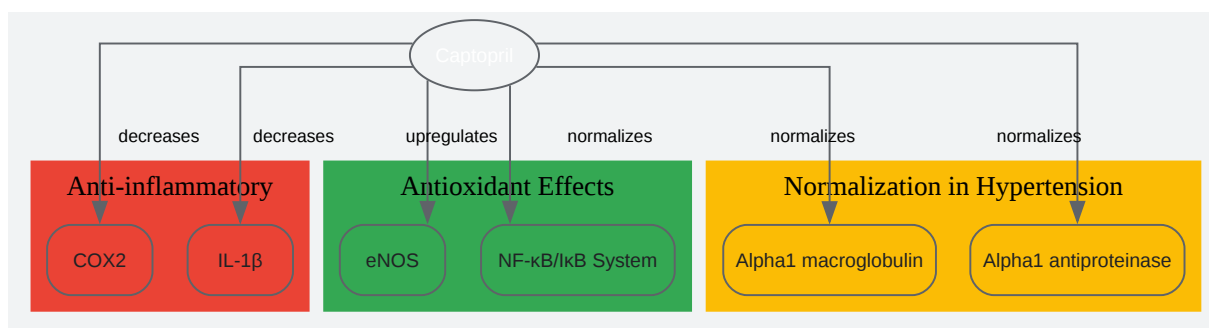 Captopril
decreases
decreases
upregulates
normalizes
normalizes
normalizes
Anti-inflammatory
Antioxidant Effects
Normalization in Hypertension
COX2
IL-1β
eNOS
NF-κB/IκB System
Alpha1 macroglobulin
Alpha1 antiproteinase